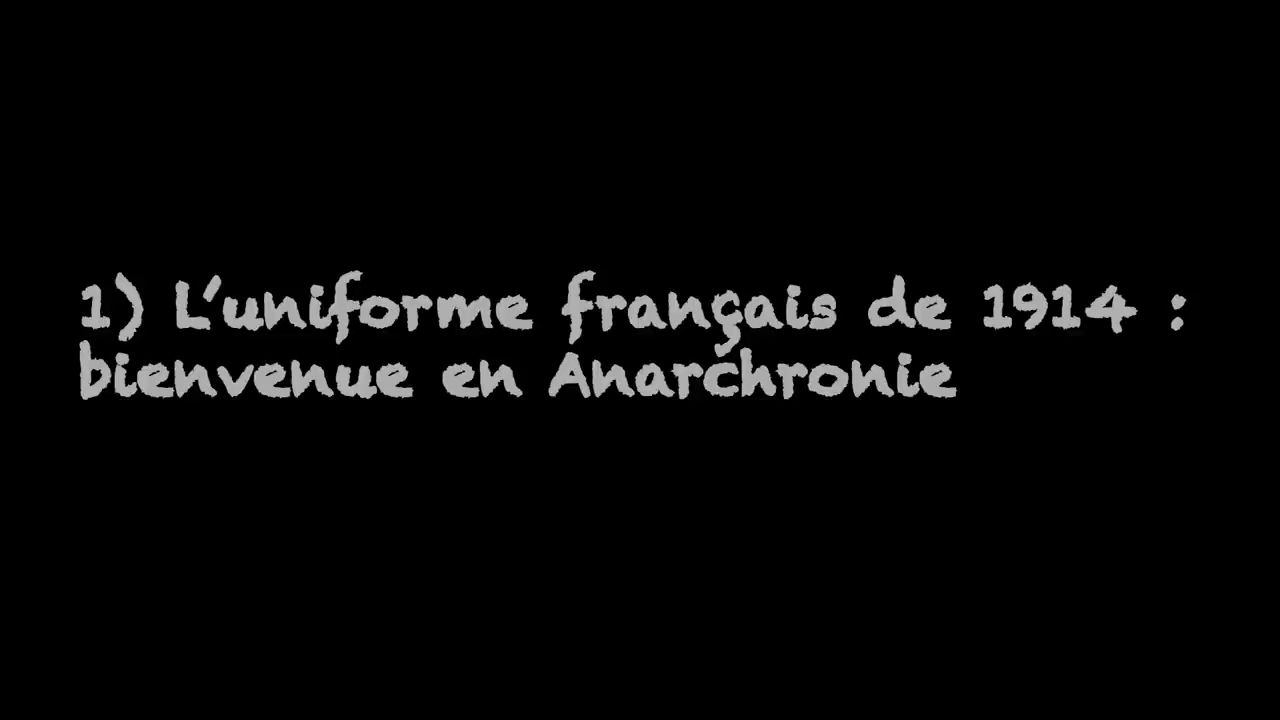 1) L’uniforme français de 1914 :
bienvenue en Anarchronie